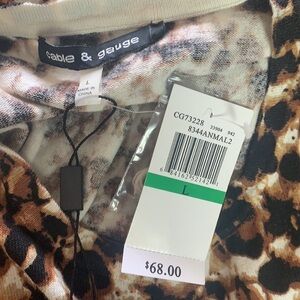 cable & gauge
L
MADE IN
CHINA
CG73228
8344ANMAL2
L
$68.00